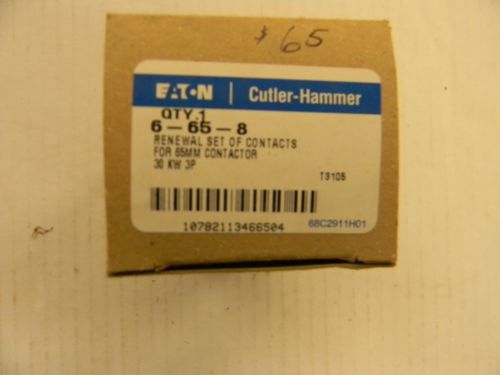 $65
EATON Cutler-Hammer
QTY.1
6-65-8
RENEWAL SET OF CONTACTS
FOR 65MM CONTACTOR
30 KW 3P
T3105
10782113466504
68C2911H01